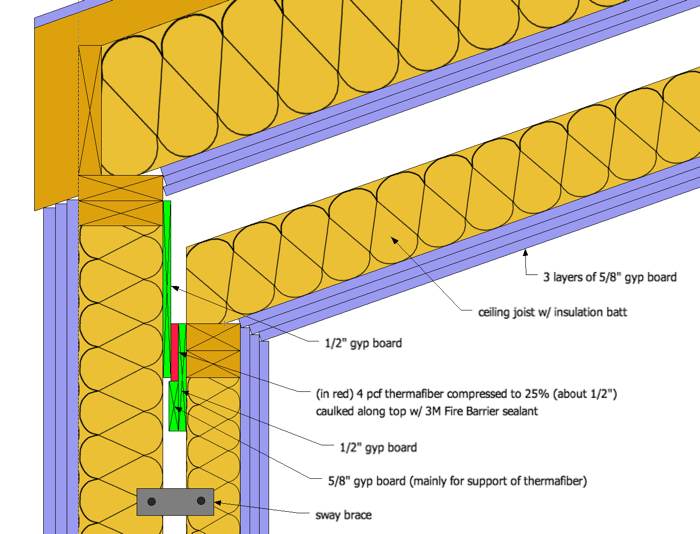 3 layers of 5/8" gyp board
ceiling joist w/ insulation batt
1/2" gyp board
(in red) 4 pcf thermafiber compressed to 25% (about 1/2")
caulked along top w/ 3M Fire Barrier sealant
1/2" gyp board
5/8" gyp board (mainly for support of thermafiber)
sway brace